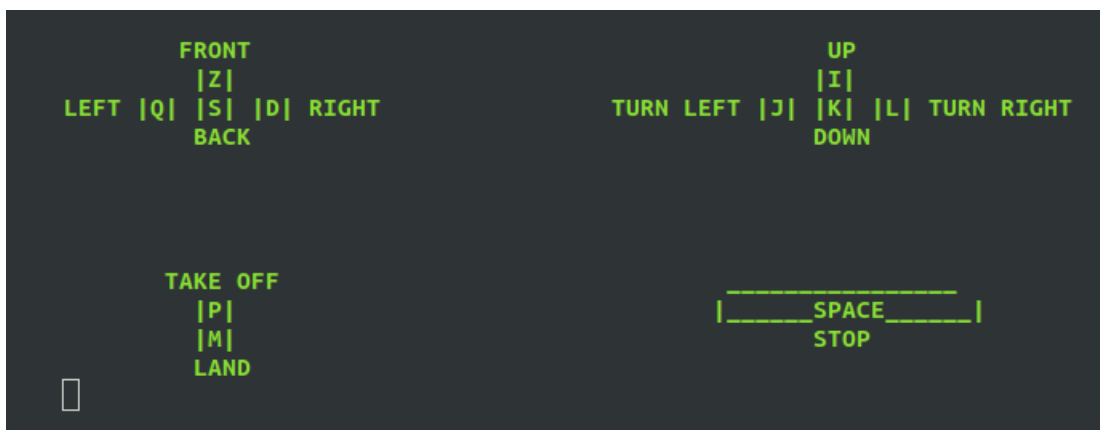 FRONT UP
|Z| |I|
LEFT |Q| |S| |D| RIGHT TURN LEFT |J| |K| |L| TURN RIGHT
BACK DOWN
TAKE OFF ________________
|P| |______SPACE______|
|M| STOP
LAND